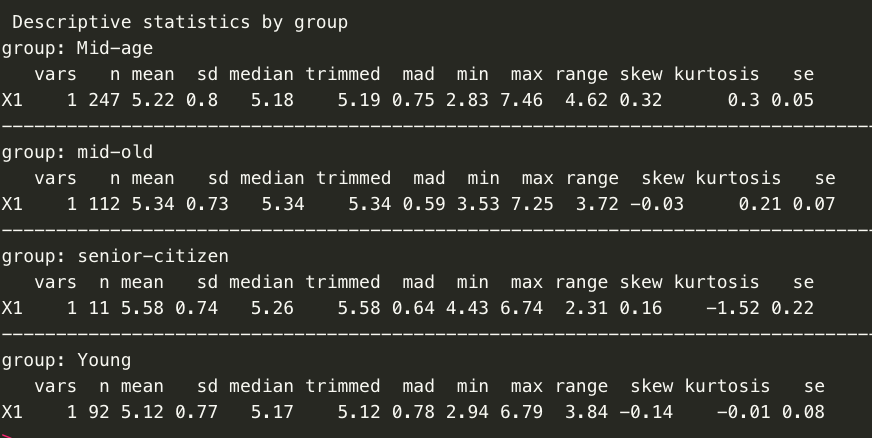 Descriptive statistics by group
group: Mid-age
vars n mean sd median trimmed mad min max range skew kurtosis se
X1 1 247 5.22 0.8 5.18 5.19 0.75 2.83 7.46 4.62 0.32 0.3 0.05
group: mid-old
vars n mean sd median trimmed mad min max range skew kurtosis se
X1 1 112 5.34 0.73 5.34 5.34 0.59 3.53 7.25 3.72 -0.03 0.21 0.07
group: senior-citizen
vars n mean sd median trimmed mad min max range skew kurtosis se
X1 1 11 5.58 0.74 5.26 5.58 0.64 4.43 6.74 2.31 0.16 -1.52 0.22
group: Young
vars n mean sd median trimmed mad min max range skew kurtosis se
X1 1 92 5.12 0.77 5.17 5.12 0.78 2.94 6.79 3.84 -0.14 -0.01 0.08